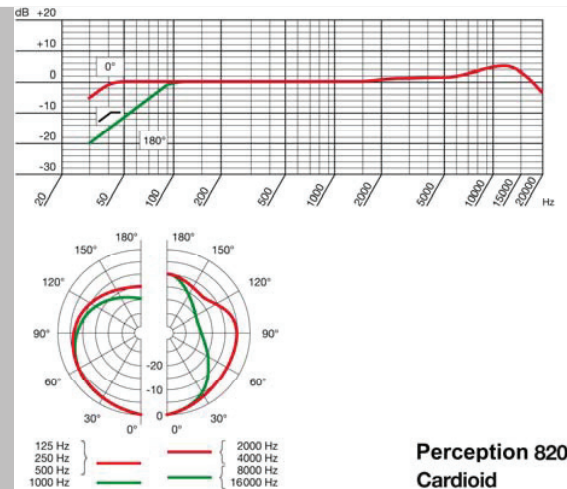 dB +20
+10
0
-10
-20
-30
0°
180°
20 50 100 200 500 1000 2000 5000 10000 15000 20000 Hz
180° 180°
150° 150°
120° 120°
90° 90°
60° 60°
30° 30°
0° 0°
-20
-10
0
125 Hz
250 Hz
500 Hz
1000 Hz
2000 Hz
4000 Hz
8000 Hz
16000 Hz
Perception 820
Cardioid